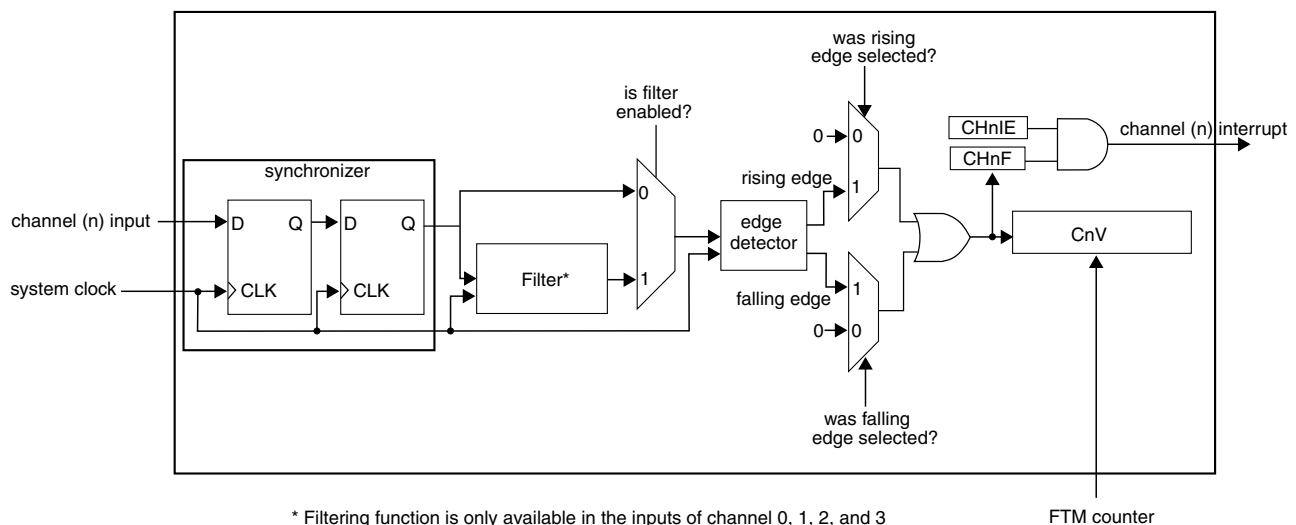 was rising
edge selected?
is filter
enabled?
CHnIE
channel (n) interrupt
0
0
CHnF
synchronizer
rising edge
1
0
channel (n) input
D
Q
D
Q
edge
detector
CnV
Filter*
1
system clock
CLK
CLK
falling edge
1
0
0
was falling
edge selected?
* Filtering function is only available in the inputs of channel 0, 1, 2, and 3
FTM counter